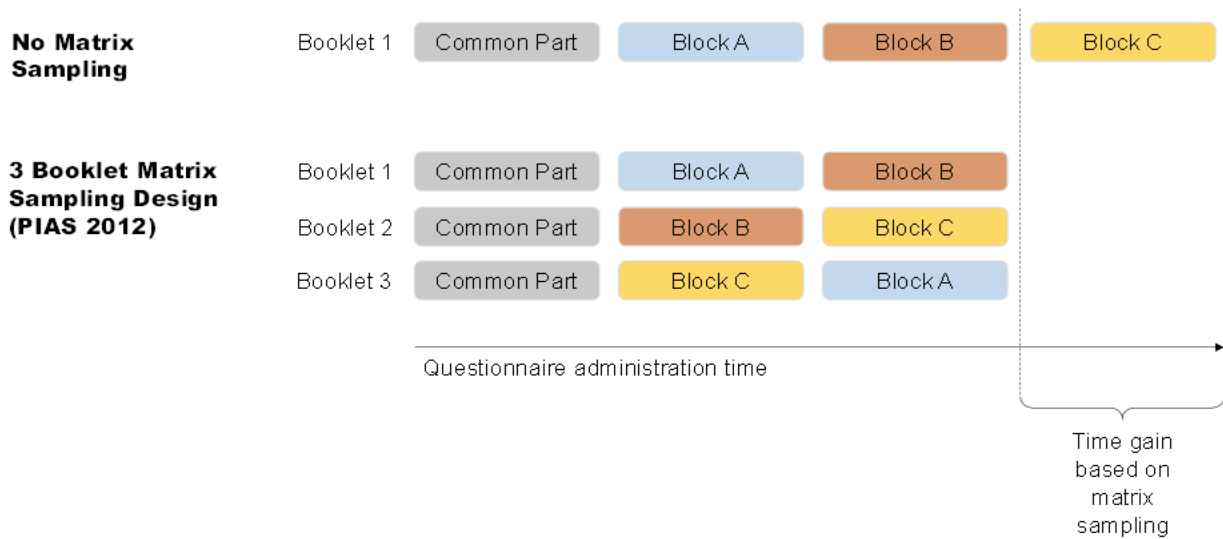 No Matrix
Sampling
Booklet 1 Common Part Block A Block B Block C
3 Booklet Matrix
Sampling Design
(PIAS 2012)
Booklet 1 Common Part Block A Block B
Booklet 2 Common Part Block B Block C
Booklet 3 Common Part Block C Block A
Questionnaire administration time
Time gain
based on
matrix
sampling